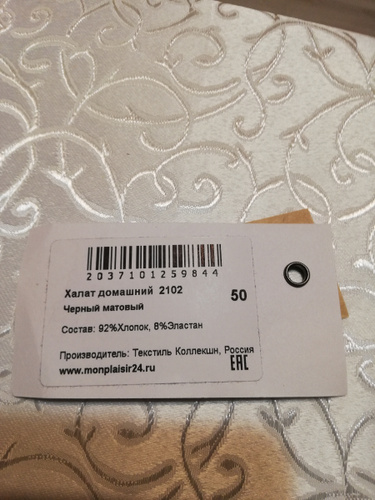 2037101259844
Халат домашний 2102
50
Черный матовый
Состав: 92%Хлопок, 8%Эластан
Производитель: Текстиль Коллекшн, Россия
www.monplaisir24.ru
EAC